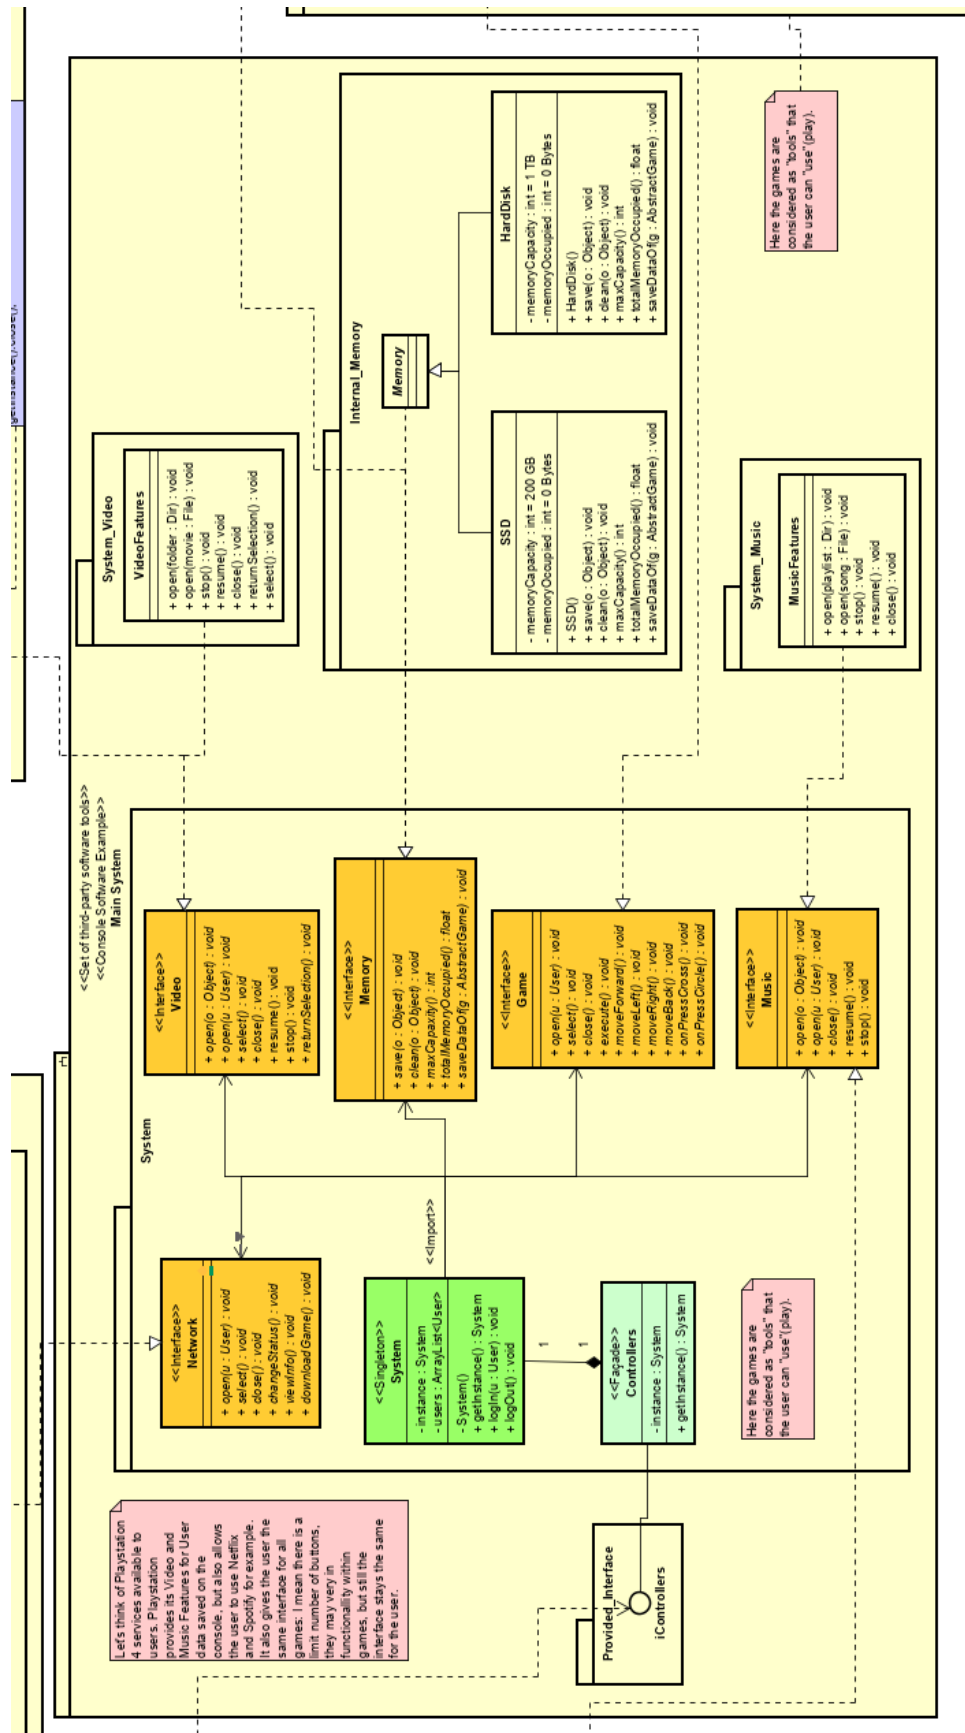 <<Set of third-party software tools>>
<<Console Software Example>>
Main System
Let's think of Playstation
4 services available to
users. Playstation
provides its Video and
Music Features for User
data saved on the
console, but also allows
the user to use Netflix
and Spotify for example.
It also gives the user the
same interface for all
games: I mean there is a
limit number of buttons,
they may very in
functionallity within
games, but still the
interface stays the same
for the user.
Provided_Interface
iControllers
System
<<Interface>>
Network
+ open(u : User) : void
+ select() : void
+ close() : void
+ changeStatus() : void
+ viewInfo() : void
+ downloadGame() : void
<<Singleton>>
System
- instance : System
- users : ArrayList<User>
- System()
+ getInstance() : System
+ logIn(u : User) : void
+ logOut() : void
<<Import>>
1
1
<<Façade>>
Controllers
- instance : System
+ getInstance() : System
Here the games are
considered as "tools" that
the user can "use"(play).
<<Interface>>
Video
+ open(o : Object) : void
+ open(u : User) : void
+ select() : void
+ close() : void
+ resume() : void
+ stop() : void
+ returnSelection() : void
<<Interface>>
Memory
+ save(o : Object) : void
+ clean(o : Object) : void
+ maxCapaxity() : int
+ totalMemoryOccupied() : float
+ saveDataOf(g : AbstractGame) : void
<<Interface>>
Game
+ open(u : User) : void
+ select() : void
+ close() : void
+ execute() : void
+ moveForward() : void
+ moveLeft() : void
+ moveRight() : void
+ moveBack() : void
+ onPressCross() : void
+ onPressCircle() : void
<<Interface>>
Music
+ open(o : Object) : void
+ open(u : User) : void
+ close() : void
+ resume() : void
+ stop() : void
System_Video
VideoFeatures
+ open(folder : Dir) : void
+ open(movie : File) : void
+ stop() : void
+ resume() : void
+ close() : void
+ returnSelection() : void
+ select() : void
Internal_Memory
Memory
SSD
- memoryCapacity : int = 200 GB
- memoryOccupied : int = 0 Bytes
+ SSD()
+ save(o : Object) : void
+ clean(o : Object) : void
+ maxCapacity() : int
+ totalMemoryOccupied() : float
+ saveDataOf(g : AbstractGame) : void
HardDisk
- memoryCapacity : int = 1 TB
- memoryOccupied : int = 0 Bytes
+ HardDisk()
+ save(o : Object) : void
+ clean(o : Object) : void
+ maxCapacity() : int
+ totalMemoryOccupied() : float
+ saveDataOf(g : AbstractGame) : void
System_Music
MusicFeatures
+ open(playlist : Dir) : void
+ open(song : File) : void
+ stop() : void
+ resume() : void
+ close() : void
Here the games are
considered as "tools" that
the user can "use"(play).